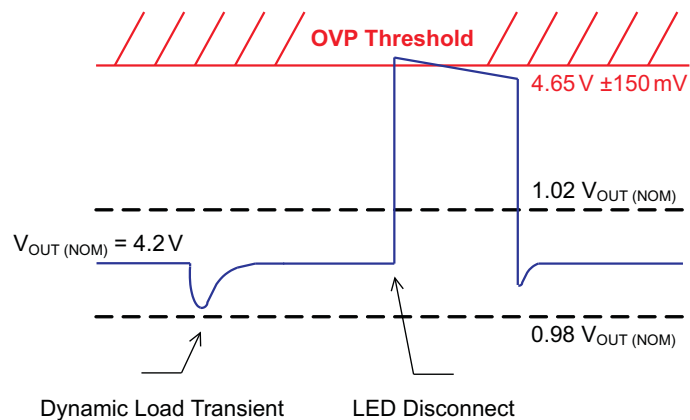 OVP Threshold
4.65 V ±150 mV
1.02 VOUT (NOM)
VOUT (NOM) = 4.2 V
0.98 VOUT (NOM)
Dynamic Load Transient
LED Disconnect